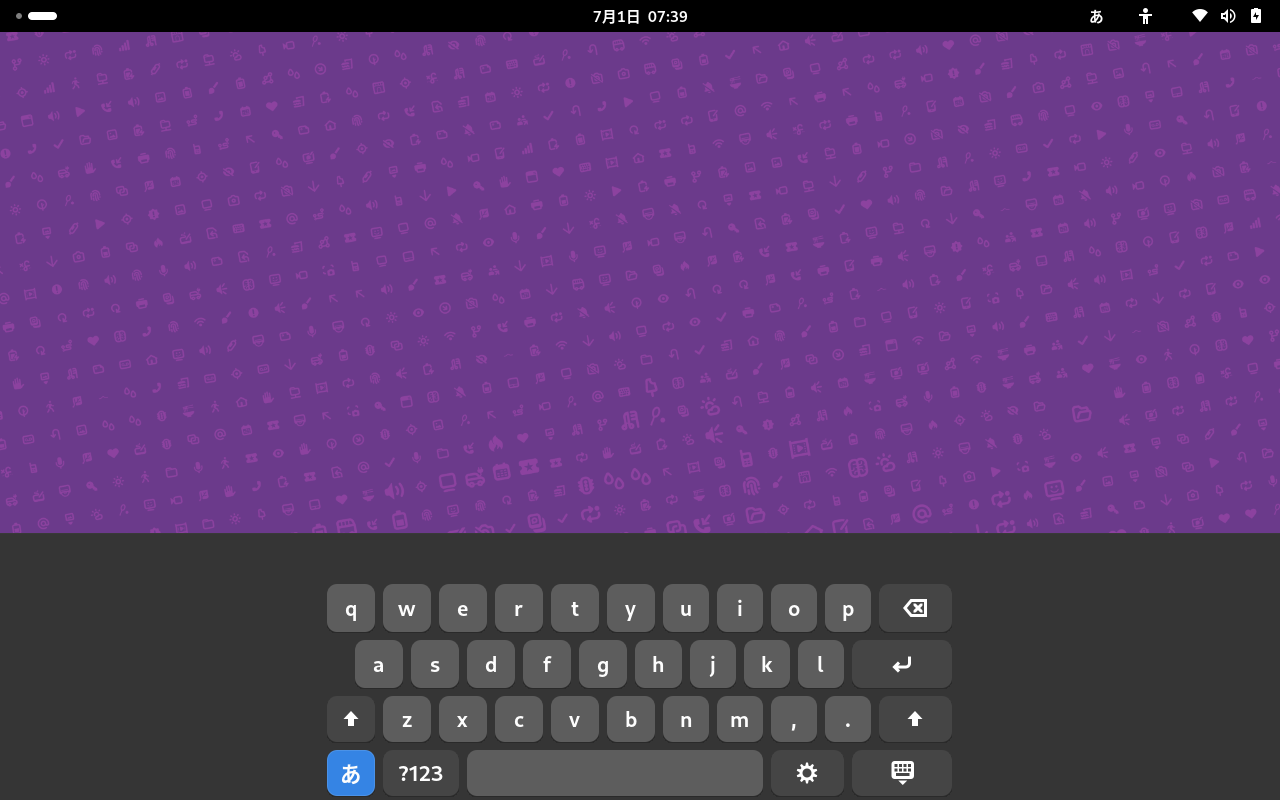 7月1日 07:39 あ
q w e r t y u i o p
a s d f g h j k l
z x c v b n m , .
あ ?123